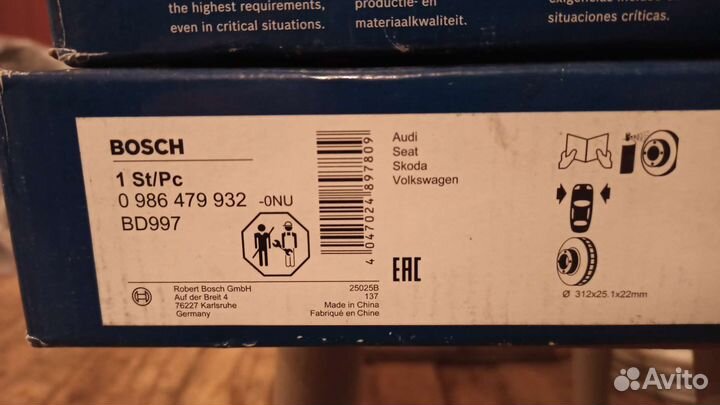 the highest requirements,
even in critical situations.
productie- en
materiaalkwaliteit.
situaciones críticas.
BOSCH
1 St/Pc
0 986 479 932 -0NU
BD997
Robert Bosch GmbH
Auf der Breit 4
76227 Karlsruhe
Germany
25025B
137
Made in China
Fabriqué en Chine
4 047024 897809
Audi
Seat
Skoda
Volkswagen
EAC
Ø 312x25.1x22mm
Avito